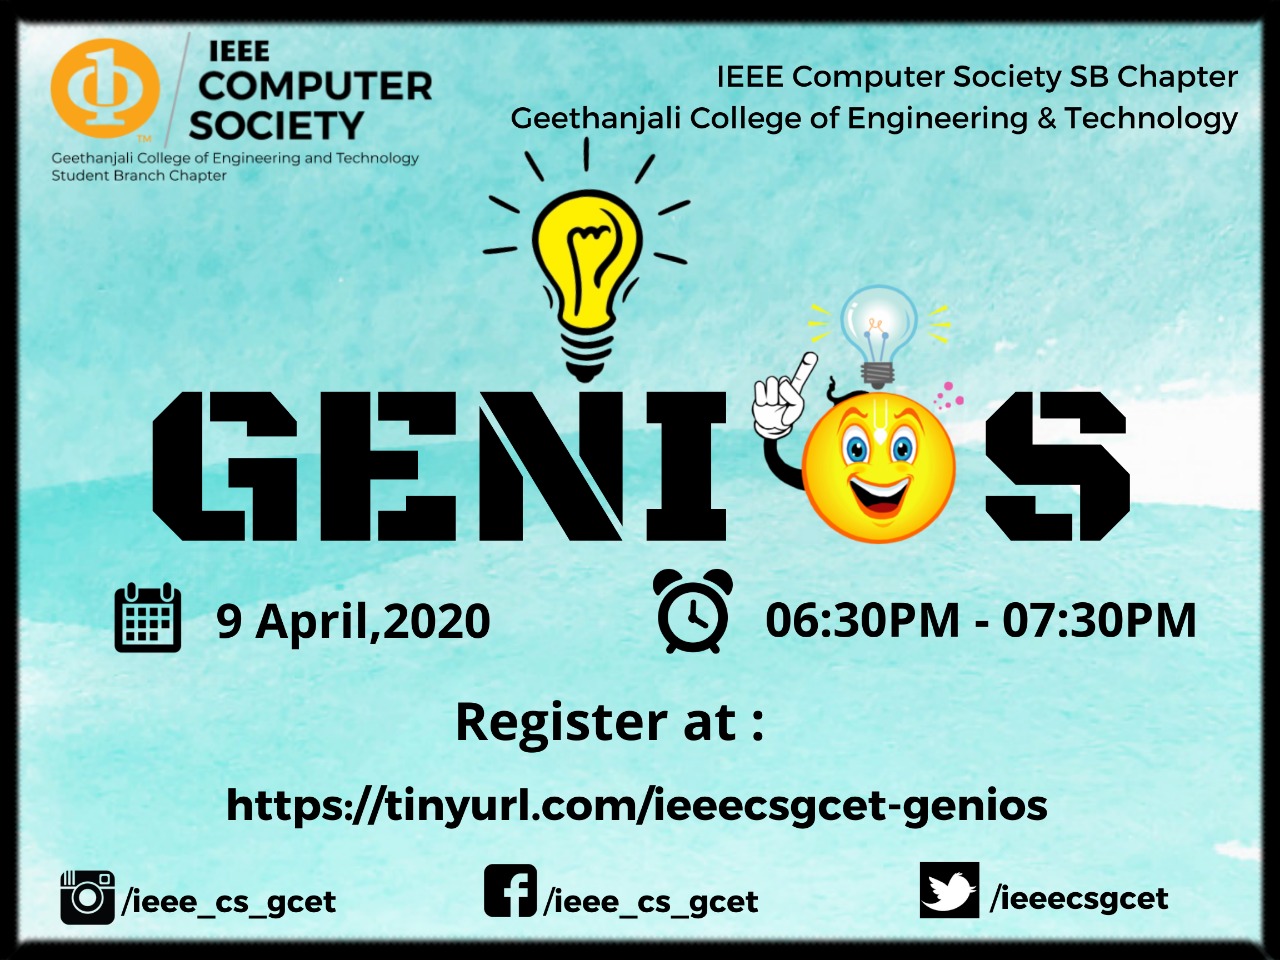 IEEE
COMPUTER
SOCIETY
TM
Geethanjali College of Engineering and Technology
Student Branch Chapter
IEEE Computer Society SB Chapter
Geethanjali College of Engineering & Technology
GENIOS
9 April,2020
06:30PM - 07:30PM
Register at :
https://tinyurl.com/ieeecsgcet-genios
/ieee_cs_gcet
/ieee_cs_gcet
/ieeecsgcet